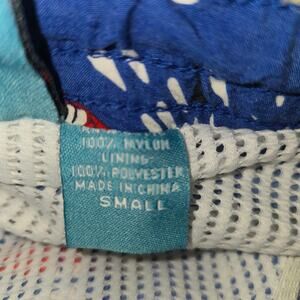 100% NYLON
LINING:
100% POLYESTER
MADE IN CHINA
SMALL